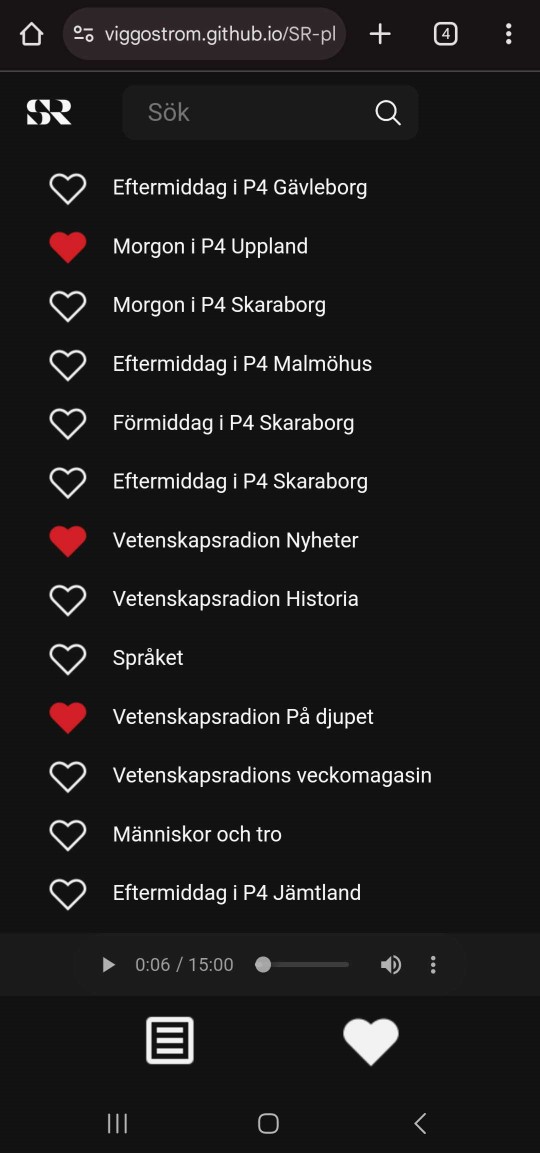 4
viggostrom.github.io/SR-pl
SR
Sök
Eftermiddag i P4 Gävleborg
Morgon i P4 Uppland
Morgon i P4 Skaraborg
Eftermiddag i P4 Malmöhus
Förmiddag i P4 Skaraborg
Eftermiddag i P4 Skaraborg
Vetenskapsradion Nyheter
Vetenskapsradion Historia
Språket
Vetenskapsradion På djupet
Vetenskapsradions veckomagasin
Människor och tro
Eftermiddag i P4 Jämtland
0:06 / 15:00